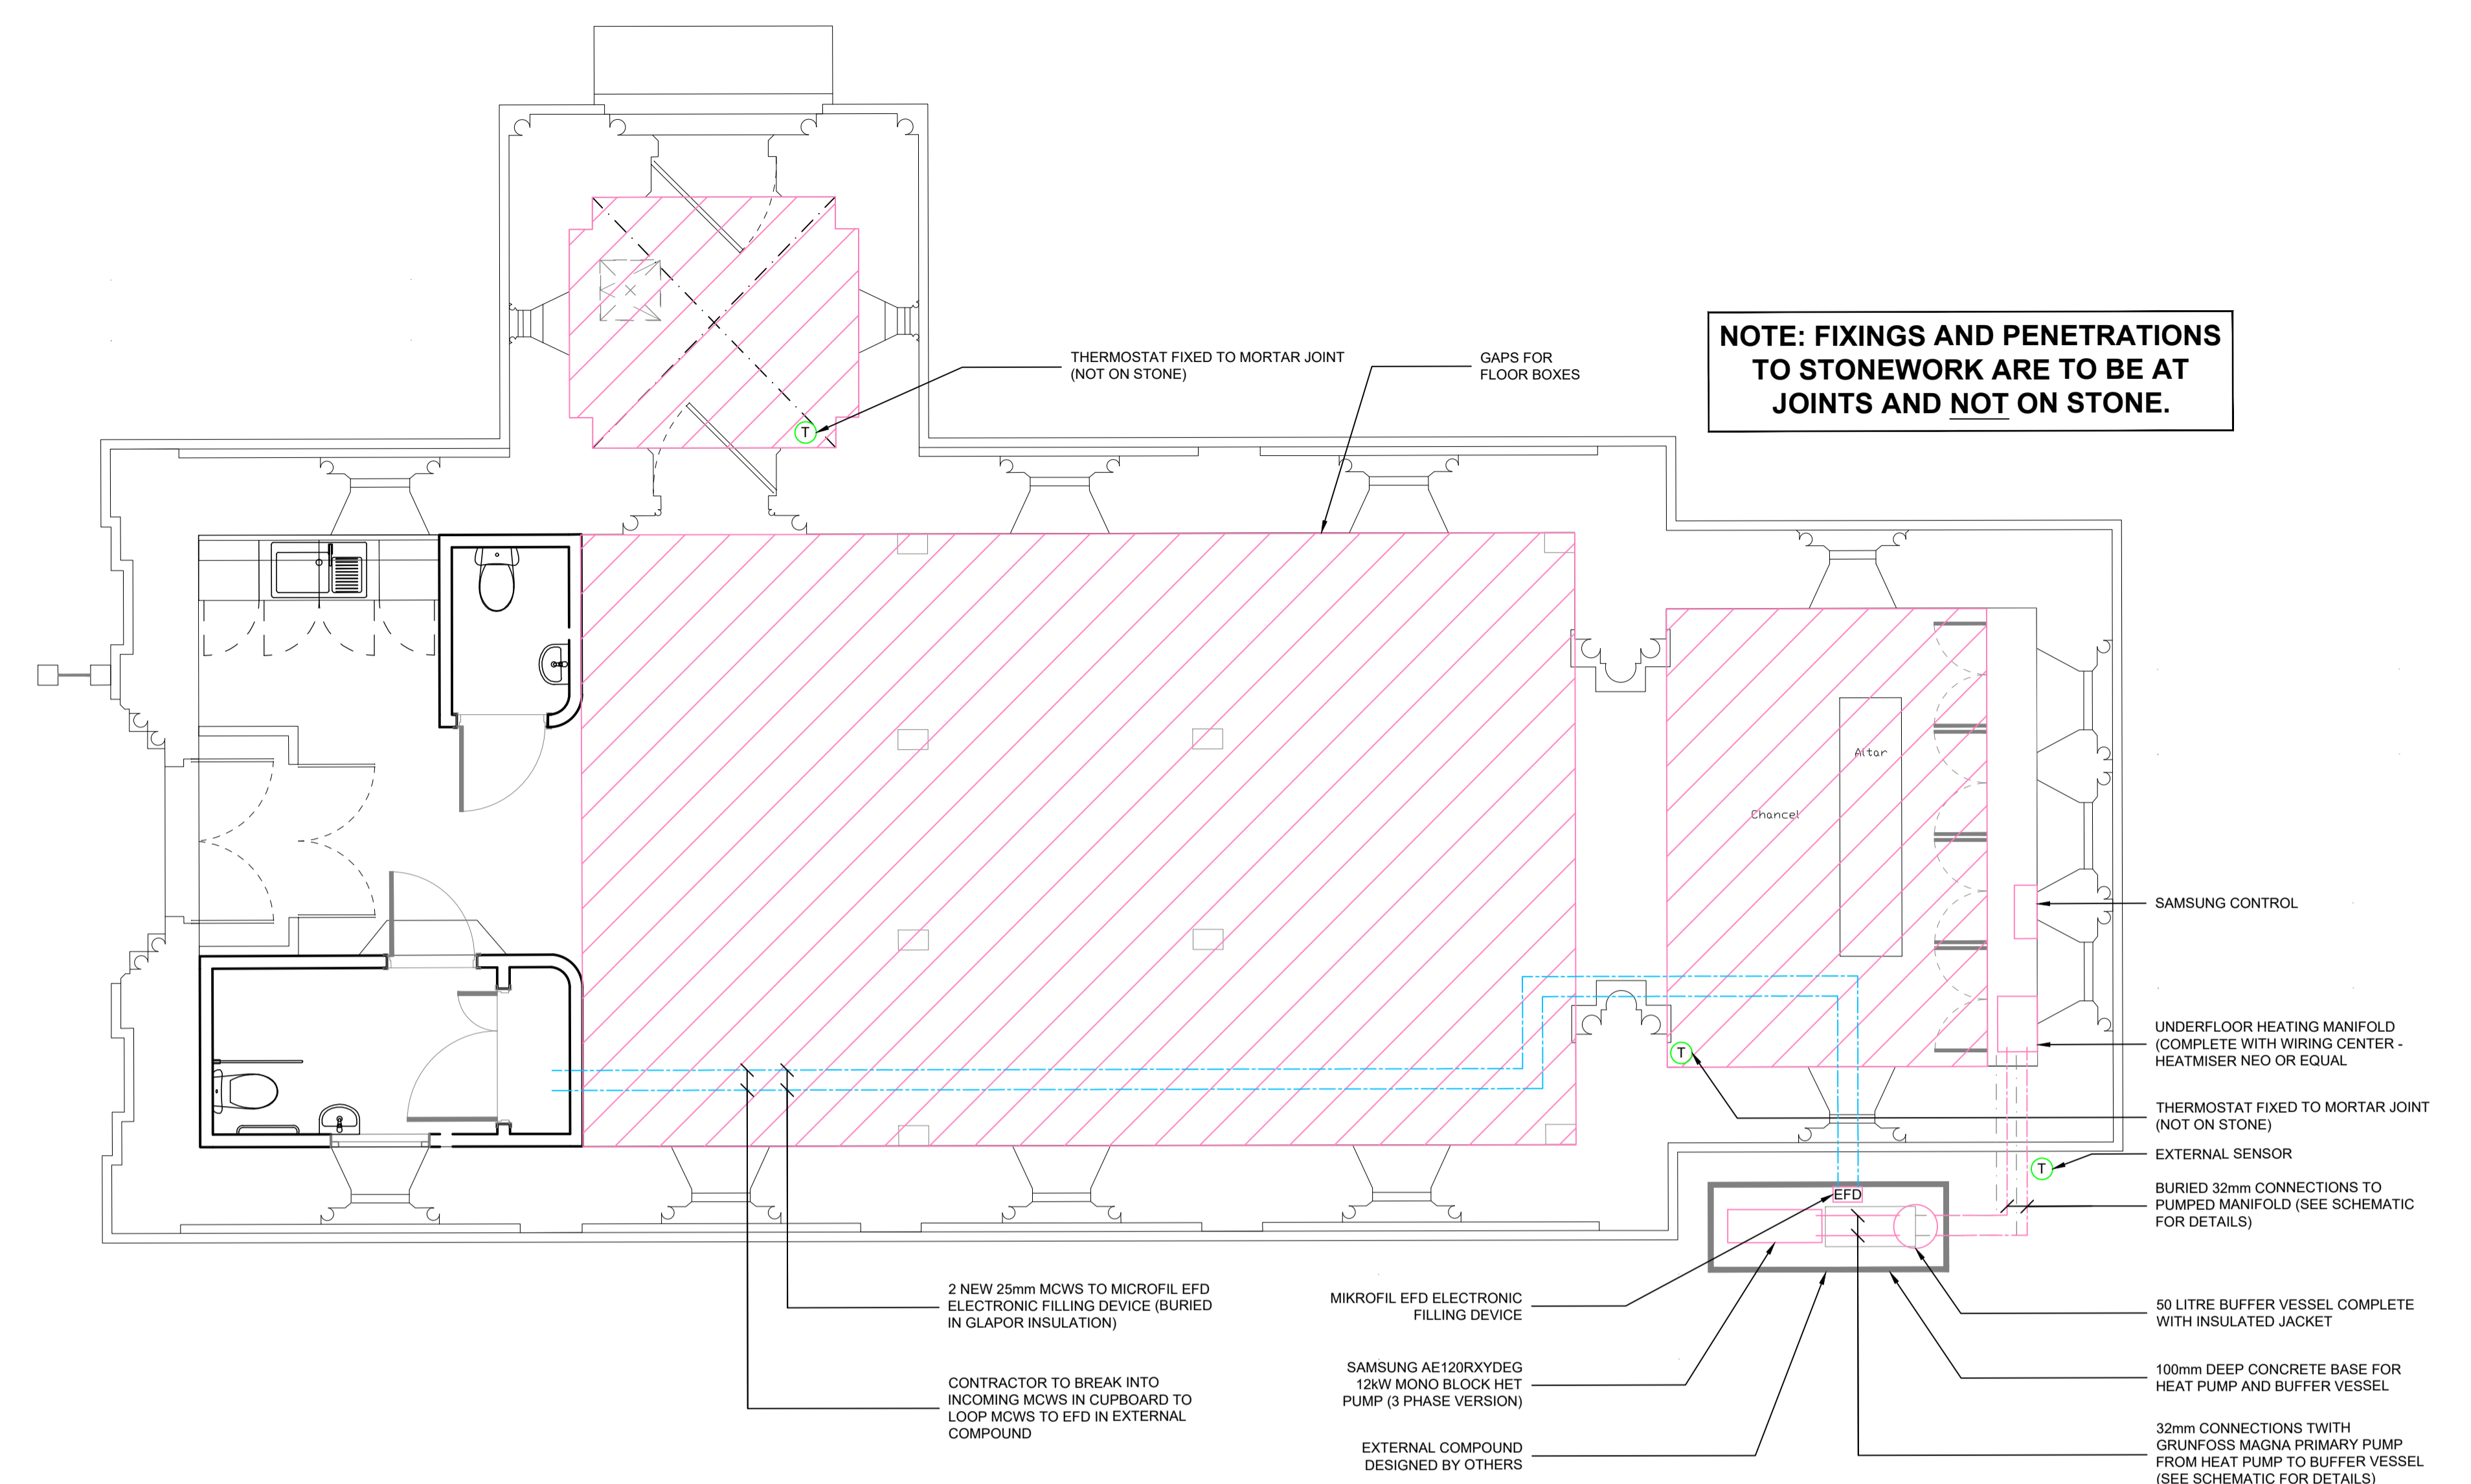 THERMOSTAT FIXED TO MORTAR JOINT
(NOT ON STONE)
GAPS FOR
FLOOR BOXES
NOTE: FIXINGS AND PENETRATIONS
TO STONEWORK ARE TO BE AT
JOINTS AND NOT ON STONE.
T
Altar
Chancel
SAMSUNG CONTROL
UNDERFLOOR HEATING MANIFOLD
(COMPLETE WITH WIRING CENTER -
HEATMISER NEO OR EQUAL
T
THERMOSTAT FIXED TO MORTAR JOINT
(NOT ON STONE)
EXTERNAL SENSOR
T
BURIED 32mm CONNECTIONS TO
PUMPED MANIFOLD (SEE SCHEMATIC
FOR DETAILS)
EFD
2 NEW 25mm MCWS TO MICROFIL EFD
ELECTRONIC FILLING DEVICE (BURIED
IN GLAPOR INSULATION)
MIKROFIL EFD ELECTRONIC
FILLING DEVICE
50 LITRE BUFFER VESSEL COMPLETE
WITH INSULATED JACKET
CONTRACTOR TO BREAK INTO
INCOMING MCWS IN CUPBOARD TO
LOOP MCWS TO EFD IN EXTERNAL
COMPOUND
SAMSUNG AE120RXYDEG
12kW MONO BLOCK HET
PUMP (3 PHASE VERSION)
100mm DEEP CONCRETE BASE FOR
HEAT PUMP AND BUFFER VESSEL
EXTERNAL COMPOUND
DESIGNED BY OTHERS
32mm CONNECTIONS TWITH
GRUNFOSS MAGNA PRIMARY PUMP
FROM HEAT PUMP TO BUFFER VESSEL
(SEE SCHEMATIC FOR DETAILS)